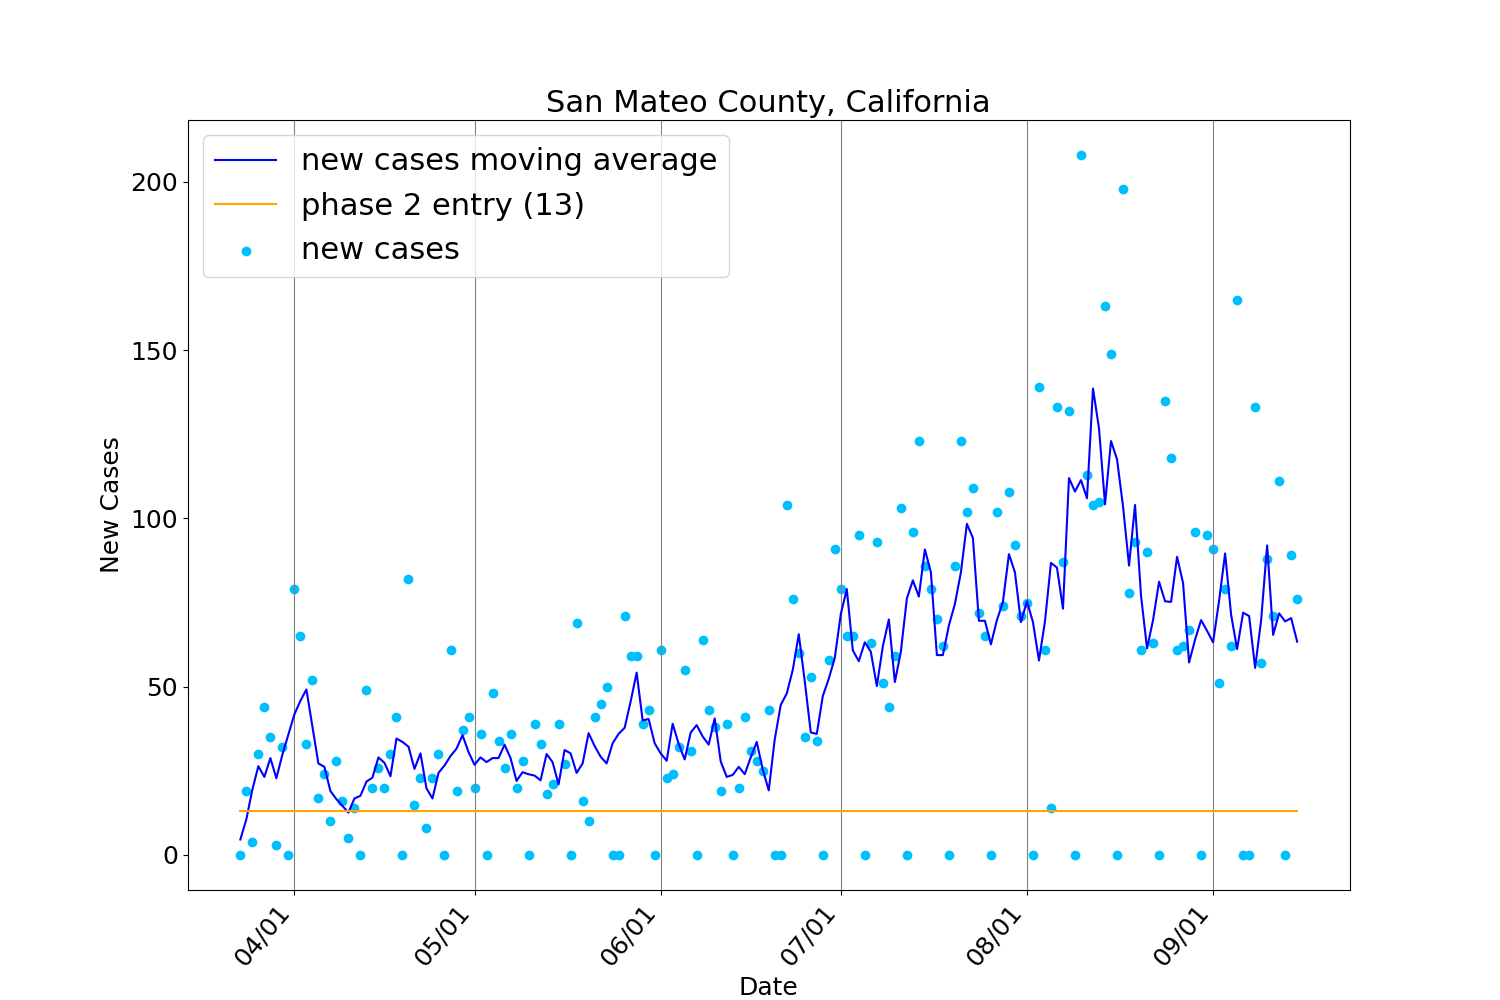 San Mateo County, California
new cases moving average
phase 2 entry (13)
new cases
200
150
100
50
0
New Cases
04/01
05/01
06/01
07/01
08/01
09/01
Date